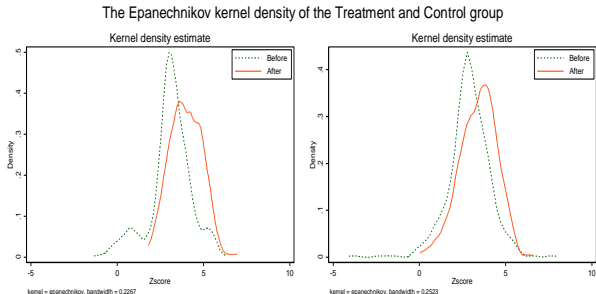 The Epanechnikov kernel density of the Treatment and Control group
Kernel density estimate
Before
After
.5
.4
.3
.2
.1
0
Density
-5 0 5 10
Zscore
kernel = epanechnikov, bandwidth = 0.2267
Kernel density estimate
Before
After
.4
.3
.2
.1
0
Density
-5 0 5 10
Zscore
kernel = epanechnikov, bandwidth = 0.2523